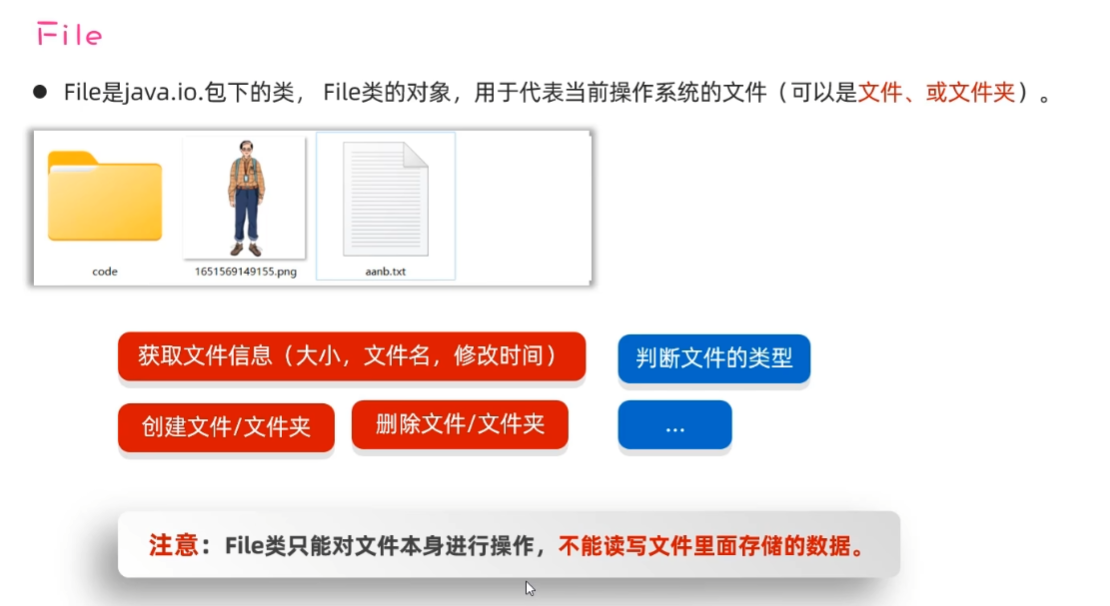 File
● File是java.io.包下的类， File类的对象，用于代表当前操作系统的文件（可以是文件、或文件夹）。
code
1651569149155.png
aanb.txt
获取文件信息（大小，文件名，修改时间）
判断文件的类型
创建文件/文件夹
删除文件/文件夹
...
注意：File类只能对文件本身进行操作，不能读写文件里面存储的数据。